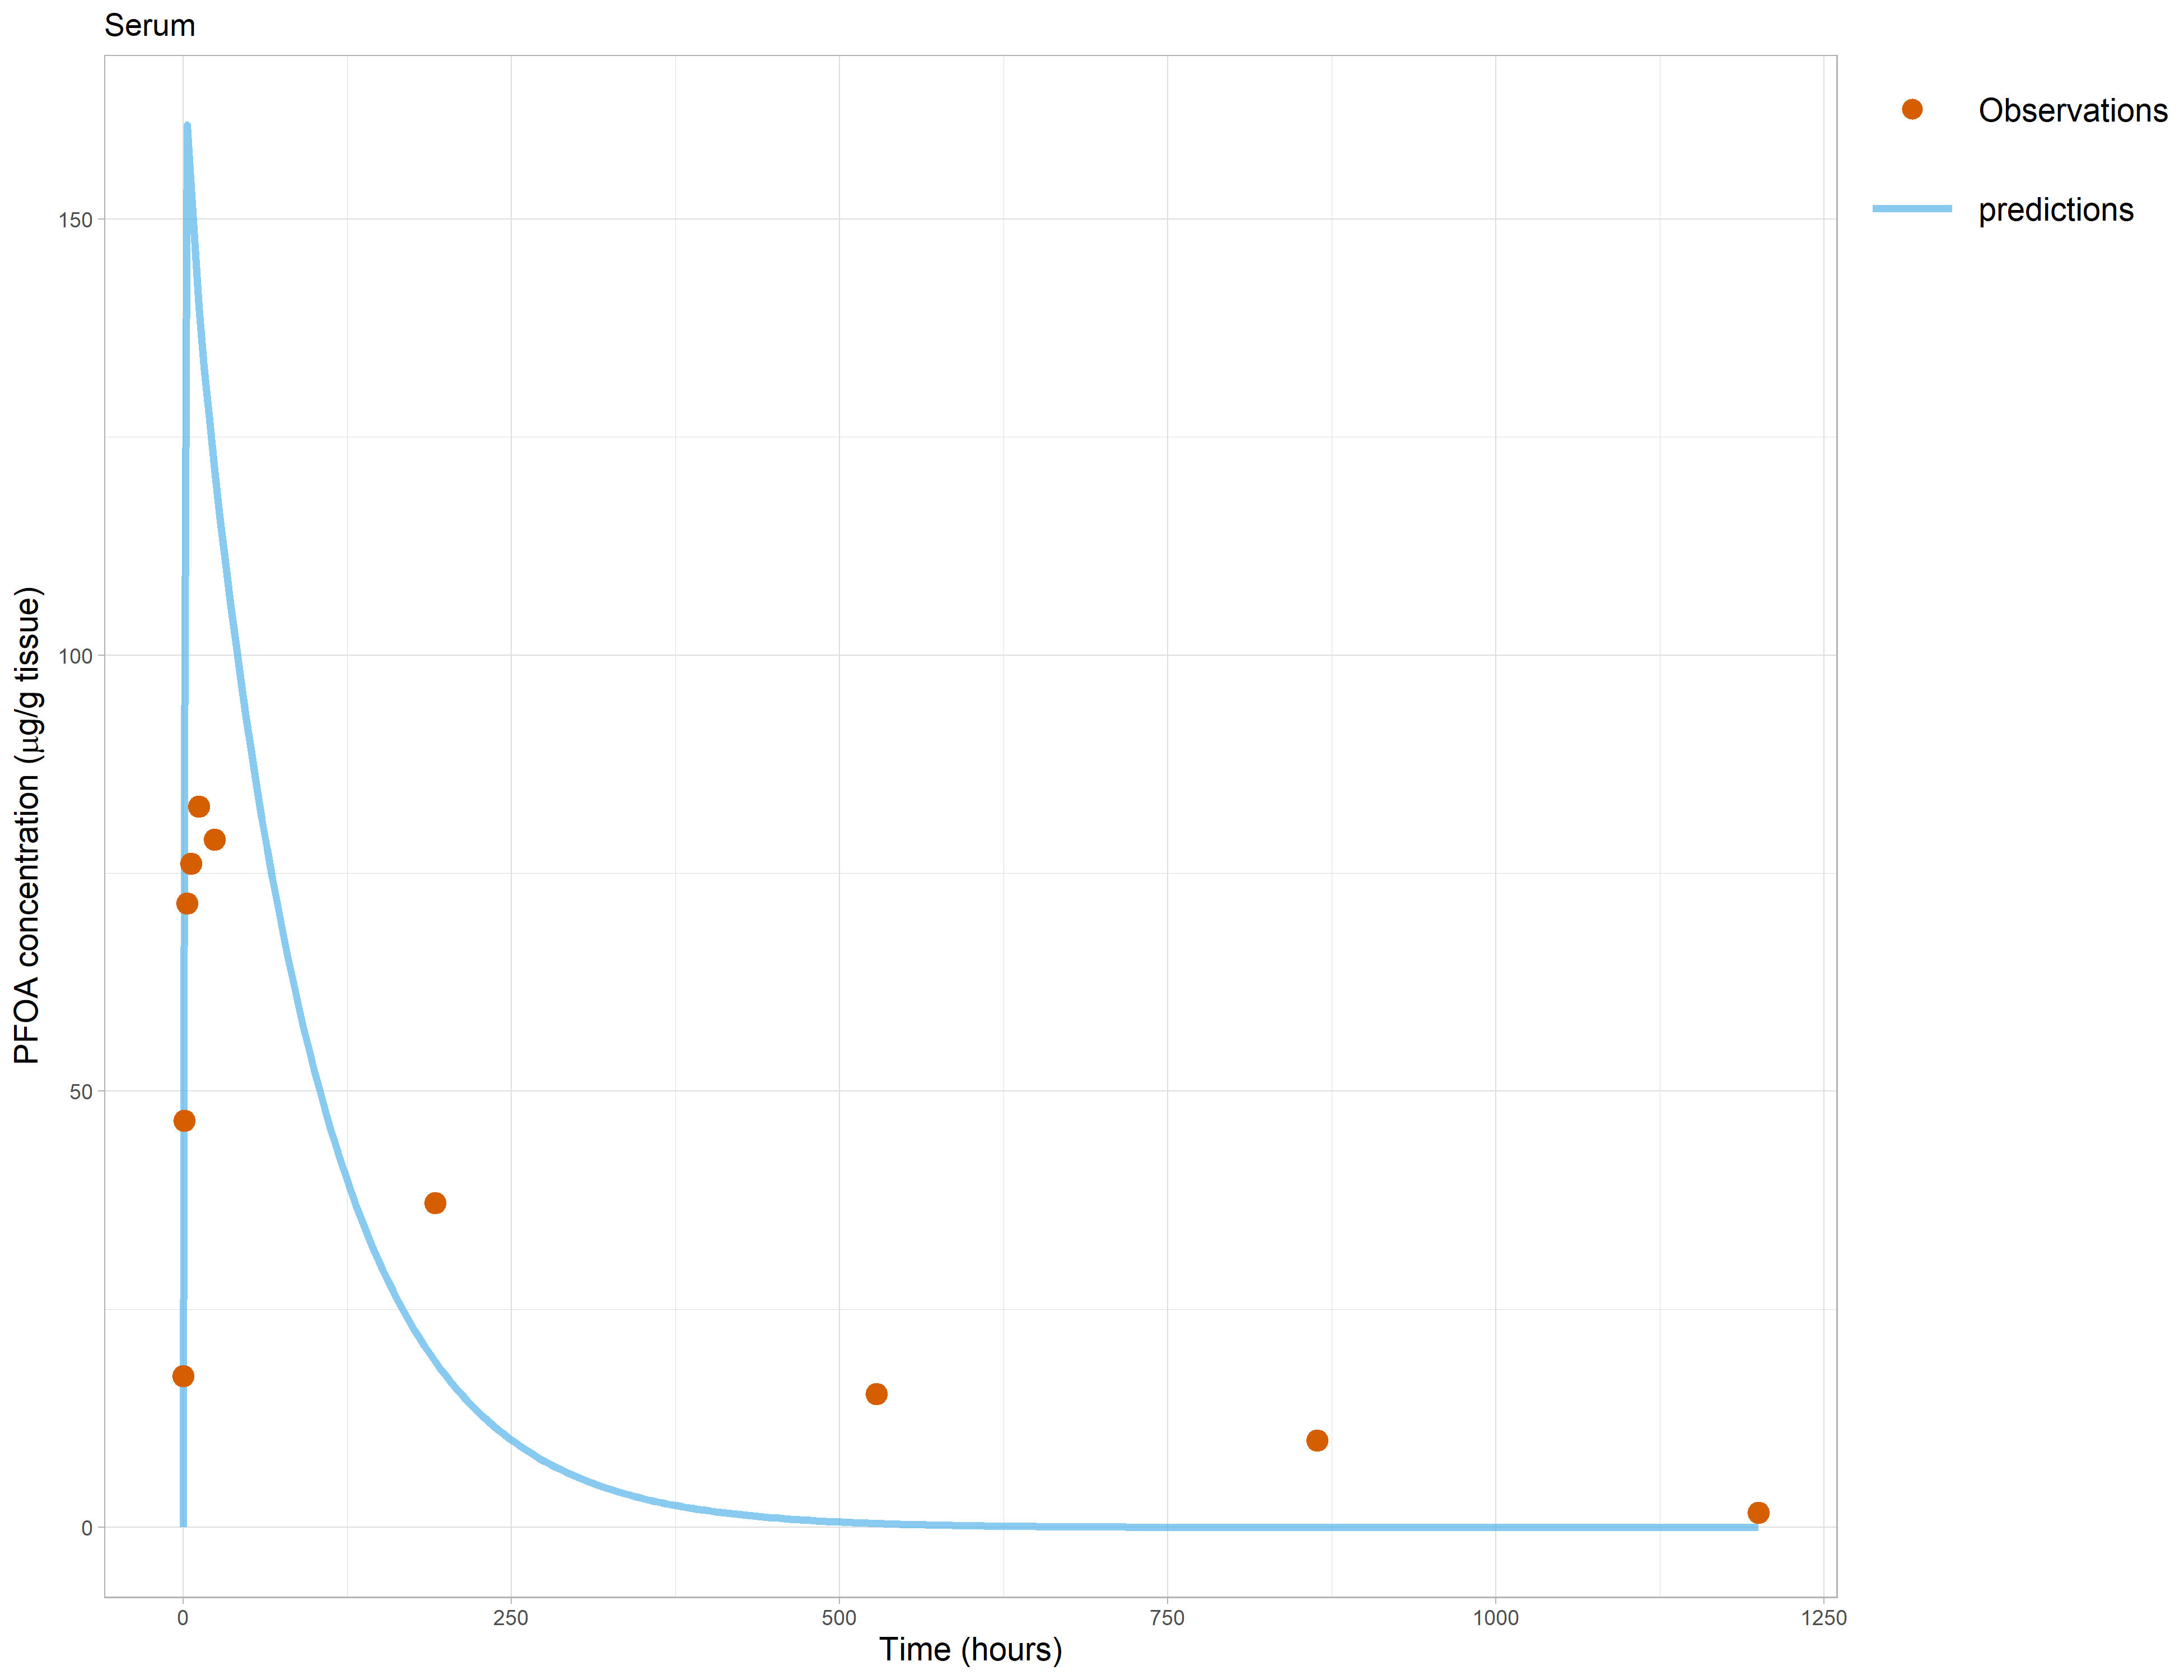 Serum
PFOA concentration (μg/g tissue)
150
100
50
0
0 250 500 750 1000 1250
Time (hours)
Observations
predictions